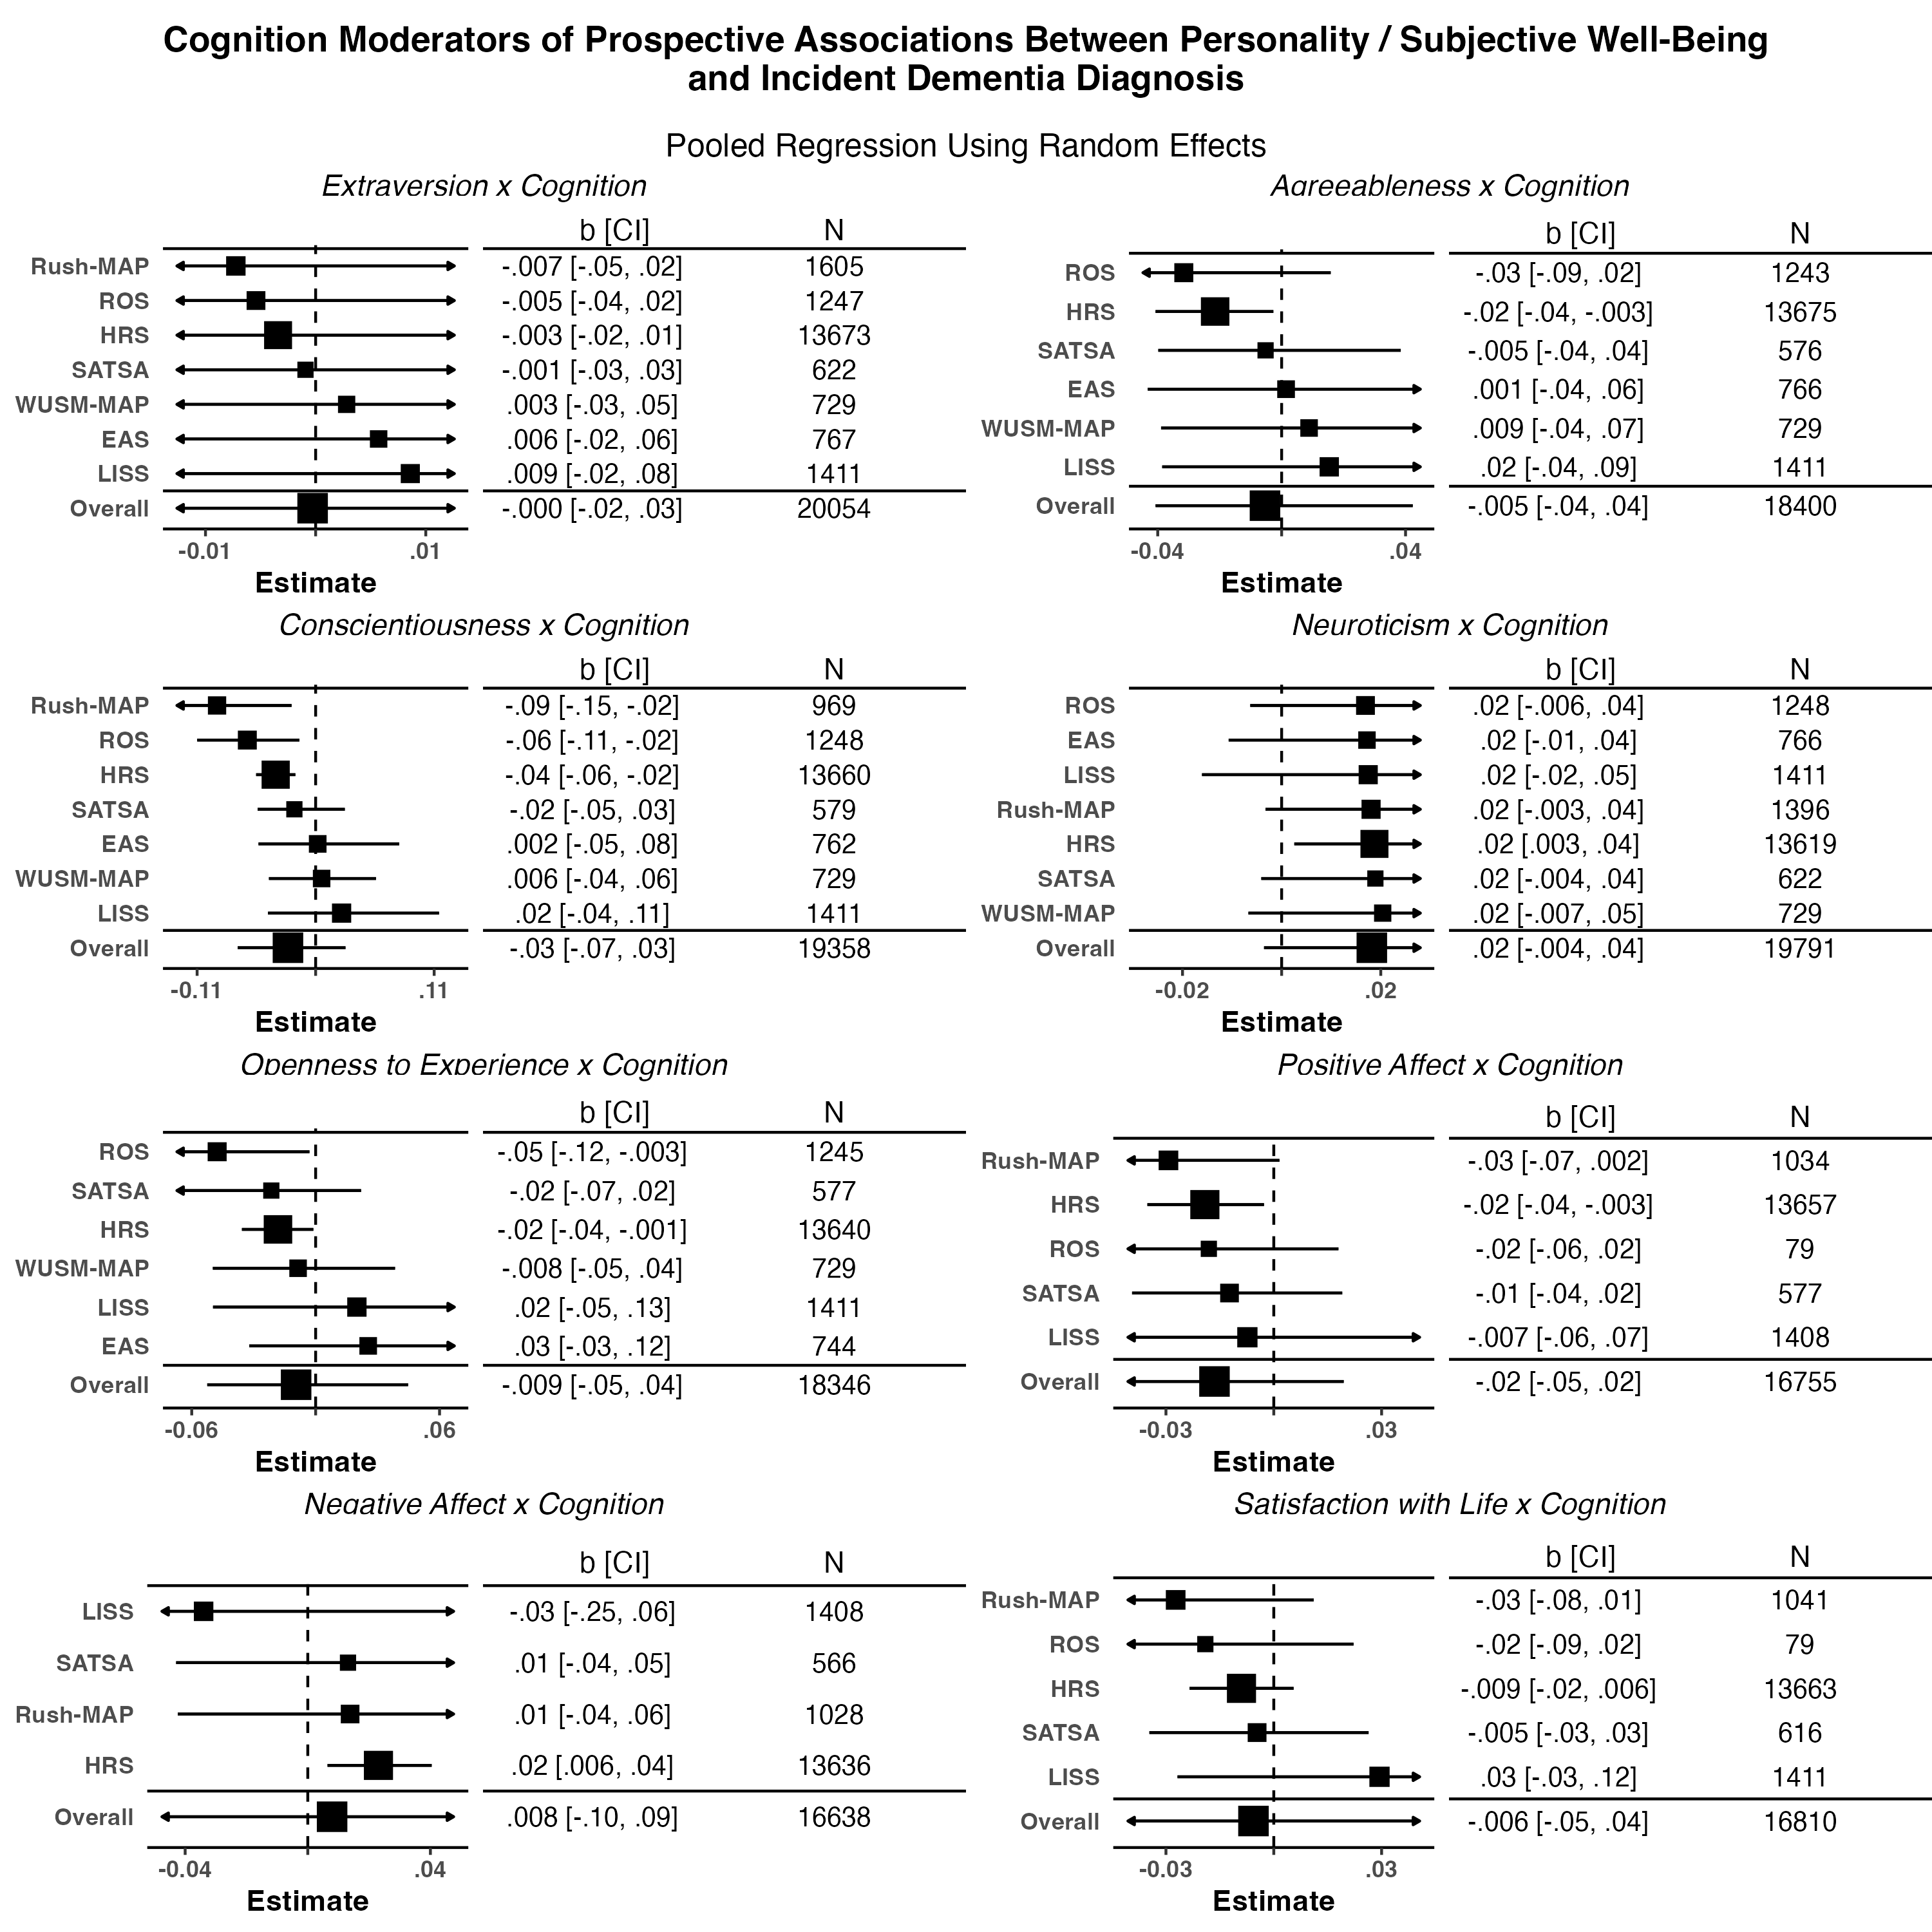 Cognition Moderators of Prospective Associations Between Personality / Subjective Well-Being
and Incident Dementia Diagnosis
Pooled Regression Using Random Effects
Extraversion x Cognition
b [CI] N
Rush-MAP -.007 [-.05, .02] 1605
ROS -.005 [-.04, .02] 1247
HRS -.003 [-.02, .01] 13673
SATSA -.001 [-.03, .03] 622
WUSM-MAP .003 [-.03, .05] 729
EAS .006 [-.02, .06] 767
LISS .009 [-.02, .08] 1411
Overall -.000 [-.02, .03] 20054
-0.01 .01
Estimate
Agreeableness x Cognition
b [CI] N
ROS -.03 [-.09, .02] 1243
HRS -.02 [-.04, -.003] 13675
SATSA -.005 [-.04, .04] 576
EAS .001 [-.04, .06] 766
WUSM-MAP .009 [-.04, .07] 729
LISS .02 [-.04, .09] 1411
Overall -.005 [-.04, .04] 18400
-0.04 .04
Estimate
Conscientiousness x Cognition
b [CI] N
Rush-MAP -.09 [-.15, -.02] 969
ROS -.06 [-.11, -.02] 1248
HRS -.04 [-.06, -.02] 13660
SATSA -.02 [-.05, .03] 579
EAS .002 [-.05, .08] 762
WUSM-MAP .006 [-.04, .06] 729
LISS .02 [-.04, .11] 1411
Overall -.03 [-.07, .03] 19358
-0.11 .11
Estimate
Neuroticism x Cognition
b [CI] N
ROS .02 [-.006, .04] 1248
EAS .02 [-.01, .04] 766
LISS .02 [-.02, .05] 1411
Rush-MAP .02 [-.003, .04] 1396
HRS .02 [.003, .04] 13619
SATSA .02 [-.004, .04] 622
WUSM-MAP .02 [-.007, .05] 729
Overall .02 [-.004, .04] 19791
-0.02 .02
Estimate
Openness to Experience x Cognition
b [CI] N
ROS -.05 [-.12, -.003] 1245
SATSA -.02 [-.07, .02] 577
HRS -.02 [-.04, -.001] 13640
WUSM-MAP -.008 [-.05, .04] 729
LISS .02 [-.05, .13] 1411
EAS .03 [-.03, .12] 744
Overall -.009 [-.05, .04] 18346
-0.06 .06
Estimate
Positive Affect x Cognition
b [CI] N
Rush-MAP -.03 [-.07, .002] 1034
HRS -.02 [-.04, -.003] 13657
ROS -.02 [-.06, .02] 79
SATSA -.01 [-.04, .02] 577
LISS -.007 [-.06, .07] 1408
Overall -.02 [-.05, .02] 16755
-0.03 .03
Estimate
Negative Affect x Cognition
b [CI] N
LISS -.03 [-.25, .06] 1408
SATSA .01 [-.04, .05] 566
Rush-MAP .01 [-.04, .06] 1028
HRS .02 [.006, .04] 13636
Overall .008 [-.10, .09] 16638
-0.04 .04
Estimate
Satisfaction with Life x Cognition
b [CI] N
Rush-MAP -.03 [-.08, .01] 1041
ROS -.02 [-.09, .02] 79
HRS -.009 [-.02, .006] 13663
SATSA -.005 [-.03, .03] 616
LISS .03 [-.03, .12] 1411
Overall -.006 [-.05, .04] 16810
-0.03 .03
Estimate